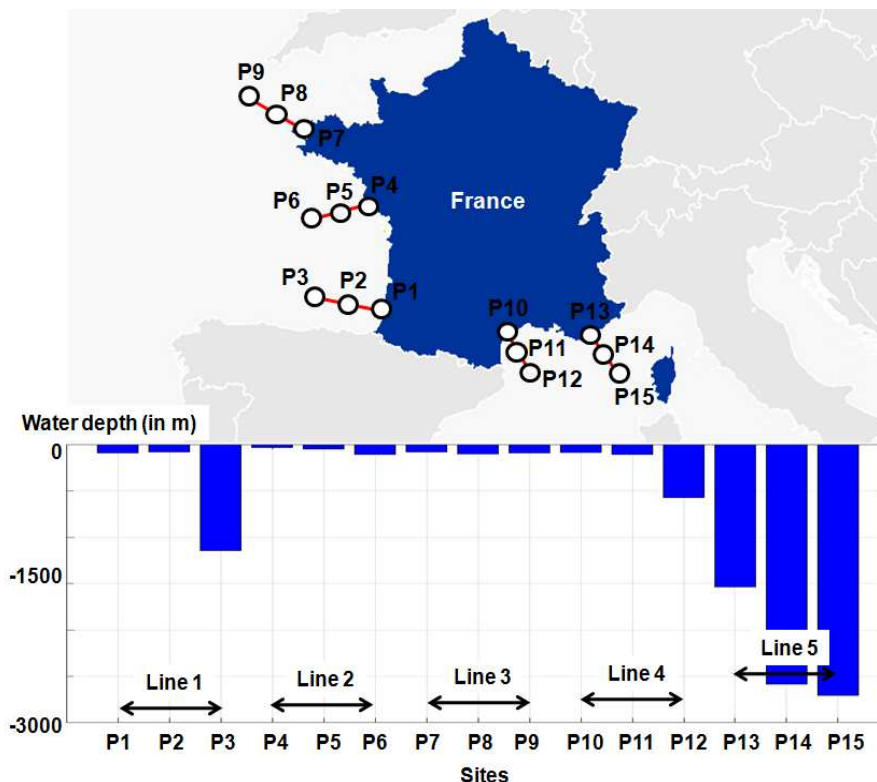 P9
P8
P7
P4
P5
P6
France
P3
P2
P1
P10
P13
P11
P14
P12
P15
Water depth (in m)
0
-1500
-3000
Line 1
Line 2
Line 3
Line 4
Line 5
P1 P2 P3 P4 P5 P6 P7 P8 P9 P10 P11 P12 P13 P14 P15
Sites